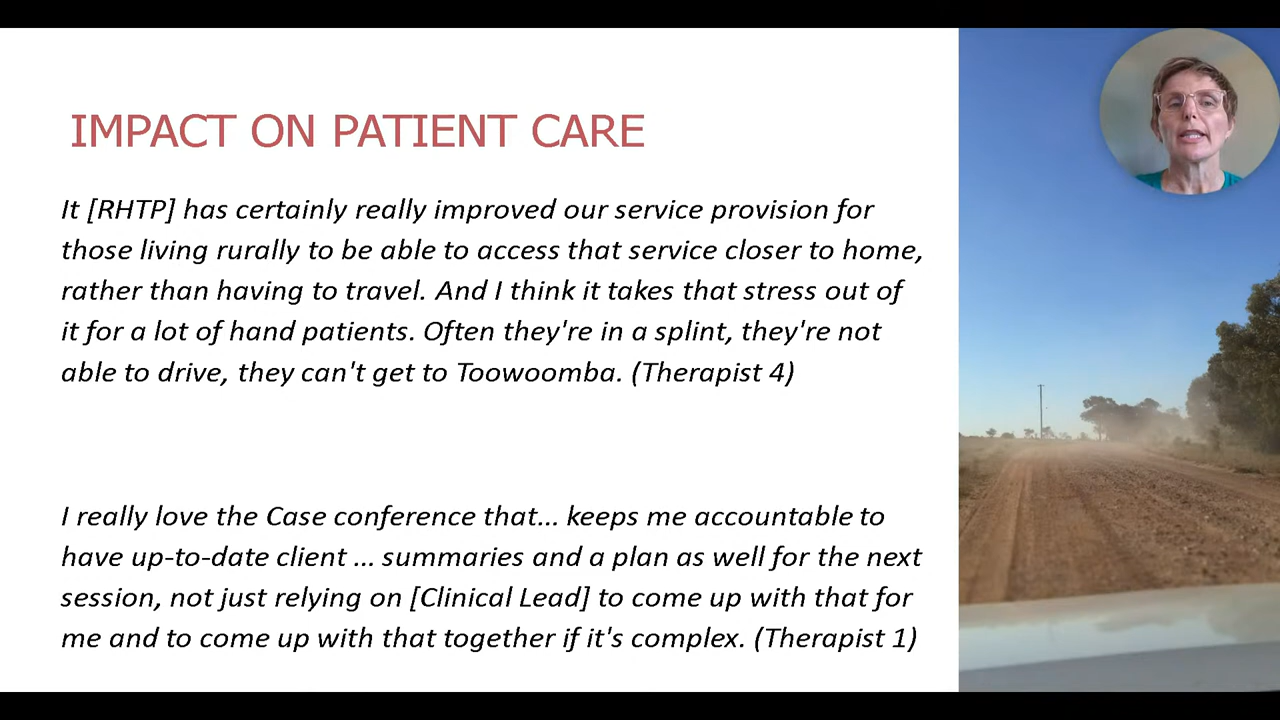 IMPACT ON PATIENT CARE
It [RHTP] has certainly really improved our service provision for
those living rurally to be able to access that service closer to home,
rather than having to travel. And I think it takes that stress out of
it for a lot of hand patients. Often they're in a splint, they're not
able to drive, they can't get to Toowoomba. (Therapist 4)
I really love the Case conference that... keeps me accountable to
have up-to-date client ... summaries and a plan as well for the next
session, not just relying on [Clinical Lead] to come up with that for
me and to come up with that together if it's complex. (Therapist 1)